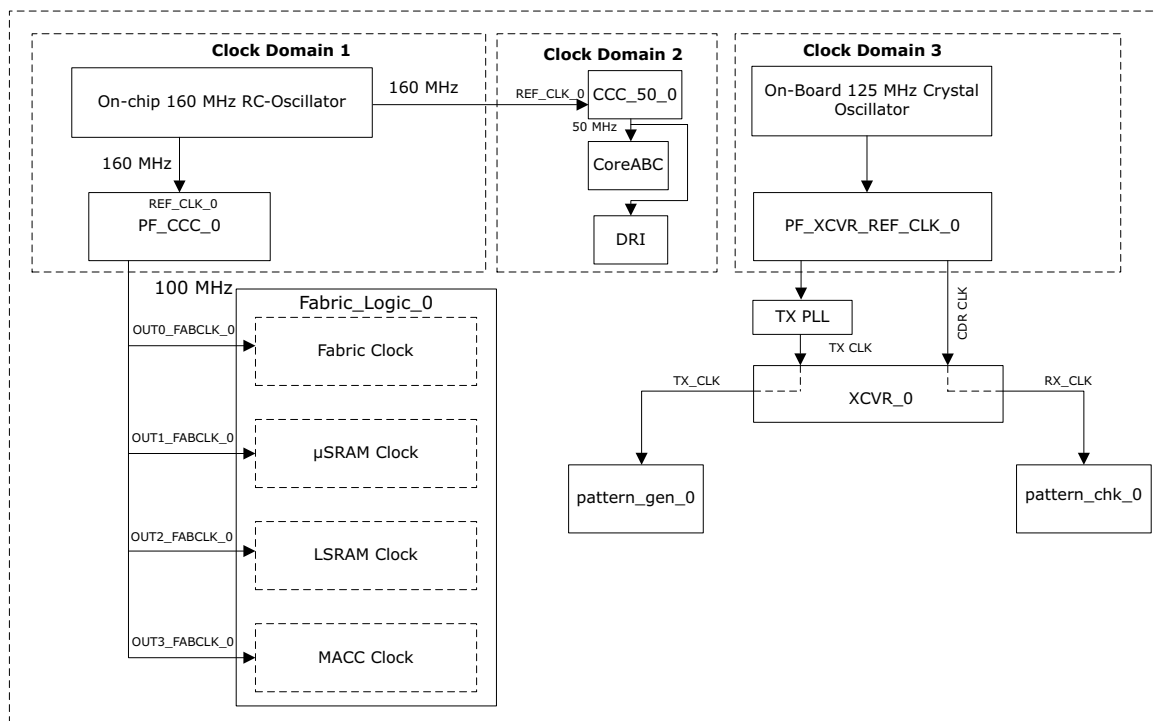 Clock Domain 1
On-chip 160 MHz RC-Oscillator
160 MHz
160 MHz
REF_CLK_0
PF_CCC_0
100 MHz
Fabric_Logic_0
OUT0_FABCLK_0
Fabric Clock
OUT1_FABCLK_0
µSRAM Clock
OUT2_FABCLK_0
LSRAM Clock
OUT3_FABCLK_0
MACC Clock
Clock Domain 2
REF_CLK_0
CCC_50_0
50 MHz
CoreABC
DRI
Clock Domain 3
On-Board 125 MHz Crystal
Oscillator
PF_XCVR_REF_CLK_0
TX PLL
CDR CLK
TX CLK
TX_CLK
XCVR_0
RX_CLK
pattern_gen_0
pattern_chk_0